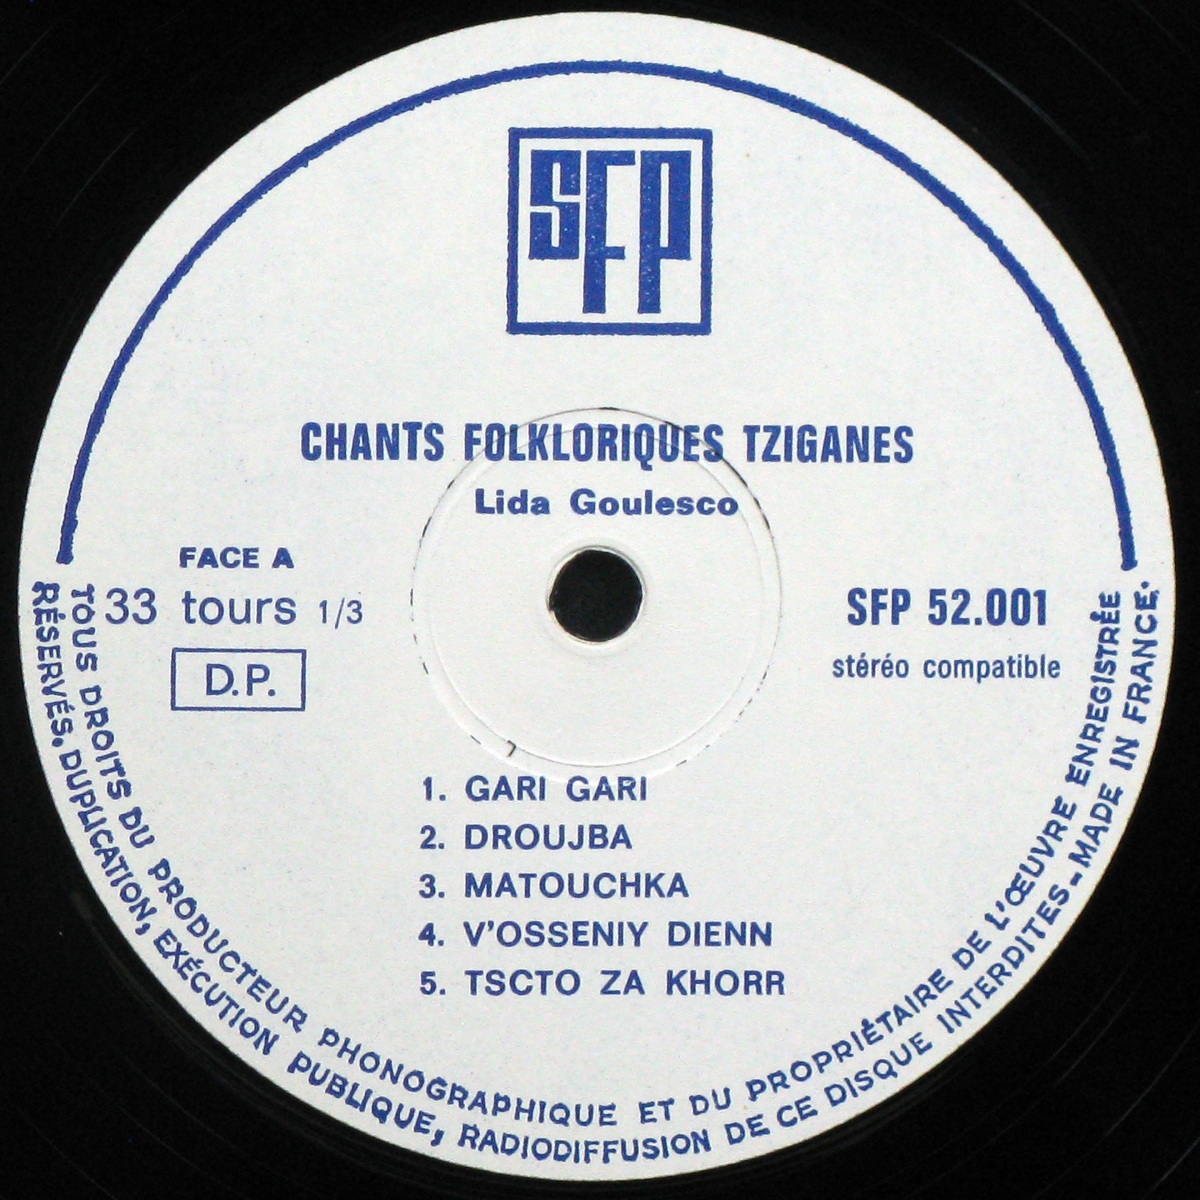 SFP
CHANTS FOLKLORIQUES TZIGANES
Lida Goulesco
FACE A
33 tours 1/3
D.P.
SFP 52.001
stéréo compatible
1. GARI GARI
2. DROUJBA
3. MATOUCHKA
4. V'OSSENIY DIENN
5. TSCTO ZA KHORR
TOUS DROITS DU PRODUCTEUR PHONOGRAPHIQUE ET DU PROPRIÉTAIRE DE L'ŒUVRE ENREGISTRÉE
RÉSERVÉS. DUPLICATION, EXÉCUTION PUBLIQUE, RADIODIFFUSION DE CE DISQUE INTERDITES - MADE IN FRANCE.